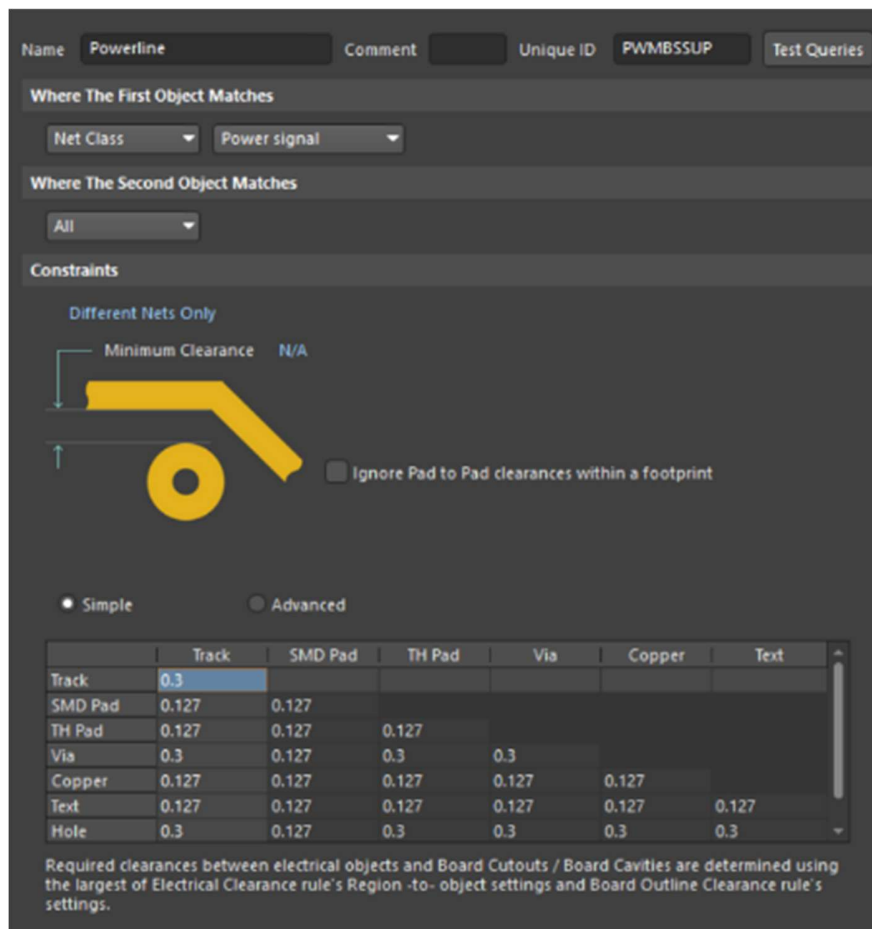 Name Powerline Comment Unique ID PWMBSSUP Test Queries
Where The First Object Matches
Net Class Power signal
Where The Second Object Matches
All
Constraints
Different Nets Only
Minimum Clearance N/A
Ignore Pad to Pad clearances within a footprint
Simple Advanced
Track SMD Pad TH Pad Via Copper Text
Track 0.3
SMD Pad 0.127 0.127
TH Pad 0.127 0.127 0.127
Via 0.3 0.127 0.3 0.3
Copper 0.127 0.127 0.127 0.127 0.127
Text 0.127 0.127 0.127 0.127 0.127 0.127
Hole 0.3 0.127 0.3 0.3 0.3 0.3
Required clearances between electrical objects and Board Cutouts / Board Cavities are determined using
the largest of Electrical Clearance rule's Region -to- object settings and Board Outline Clearance rule's
settings.